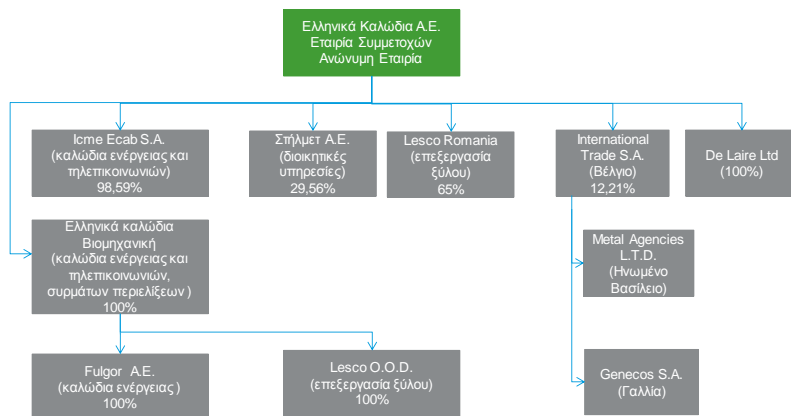 Ελληνικά Καλώδια Α.Ε.
Εταιρία Συμμετοχών
Ανώνυμη Εταιρία
Icme Ecab S.A.
(καλώδια ενέργειας και
τηλεπικοινωνιών)
98,59%
Στήλμετ Α.Ε.
(διοικητικές
υπηρεσίες)
29,56%
Lesco Romania
(επεξεργασία
ξύλου)
65%
International
Trade S.A.
(Βέλγιο)
12,21%
De Laire Ltd
(100%)
Ελληνικά καλώδια
Βιομηχανική
(καλώδια ενέργειας και
τηλεπικοινωνιών,
συρμάτων περιελίξεων )
100%
Metal Agencies
L.T.D.
(Ηνωμένο
Βασίλειο)
Fulgor Α.Ε.
(καλώδια ενέργειας )
100%
Lesco O.O.D.
(επεξεργασία ξύλου)
100%
Genecos S.A.
(Γαλλία)